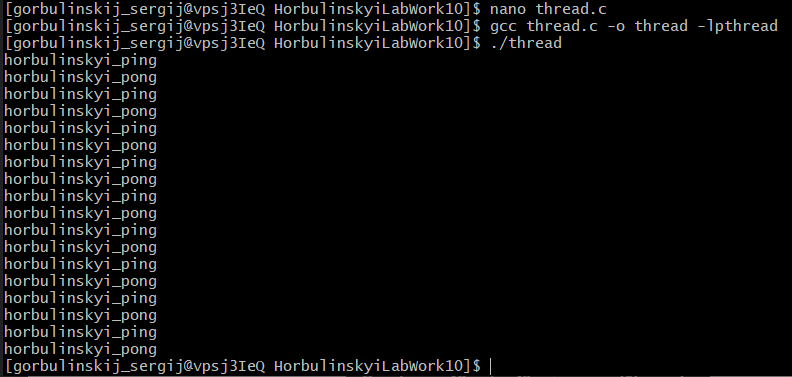 [gorbulinskij_sergij@vpsj3IeQ HorbulinskyiLabWork10]$ nano thread.c
[gorbulinskij_sergij@vpsj3IeQ HorbulinskyiLabWork10]$ gcc thread.c -o thread -lpthread
[gorbulinskij_sergij@vpsj3IeQ HorbulinskyiLabWork10]$ ./thread
horbulinskyi_ping
horbulinskyi_pong
horbulinskyi_ping
horbulinskyi_pong
horbulinskyi_ping
horbulinskyi_pong
horbulinskyi_ping
horbulinskyi_pong
horbulinskyi_ping
horbulinskyi_pong
horbulinskyi_ping
horbulinskyi_pong
horbulinskyi_ping
horbulinskyi_pong
horbulinskyi_ping
horbulinskyi_pong
horbulinskyi_ping
horbulinskyi_pong
[gorbulinskij_sergij@vpsj3IeQ HorbulinskyiLabWork10]$